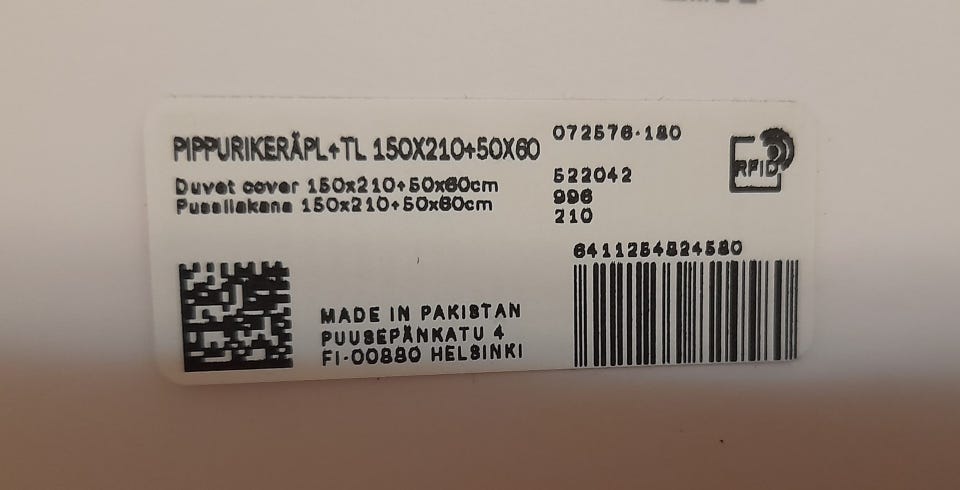 PIPPURIKERÄPL+TL 150X210+50X60
Duvet cover 150x210+50x60cm
Pussilakana 150x210+50x60cm
072576-180
522042
996
210
RFID
6411254824580
MADE IN PAKISTAN
PUUSEPÄNKATU 4
FI-00880 HELSINKI